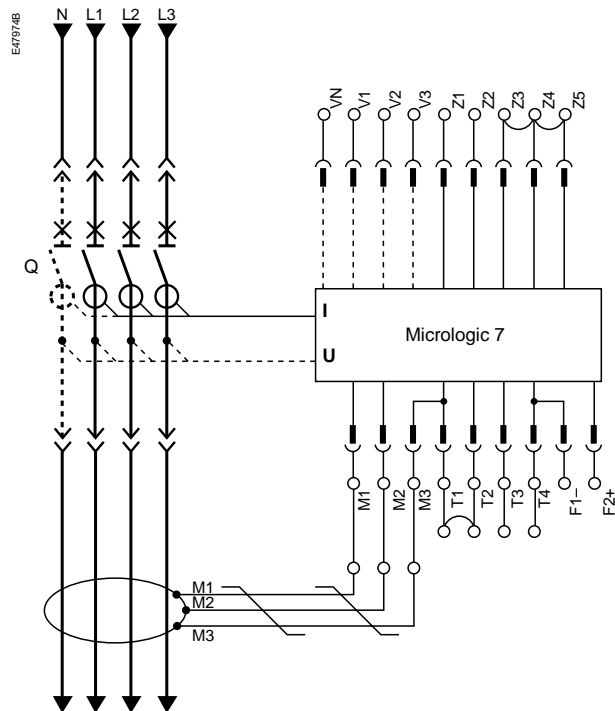 E47974B
N L1 L2 L3
VN V1 V2 V3 Z1 Z2 Z3 Z4 Z5
Q
I
Micrologic 7
U
M1 M2 M3 T1 T2 T3 T4 F1– F2+
M1
M2
M3